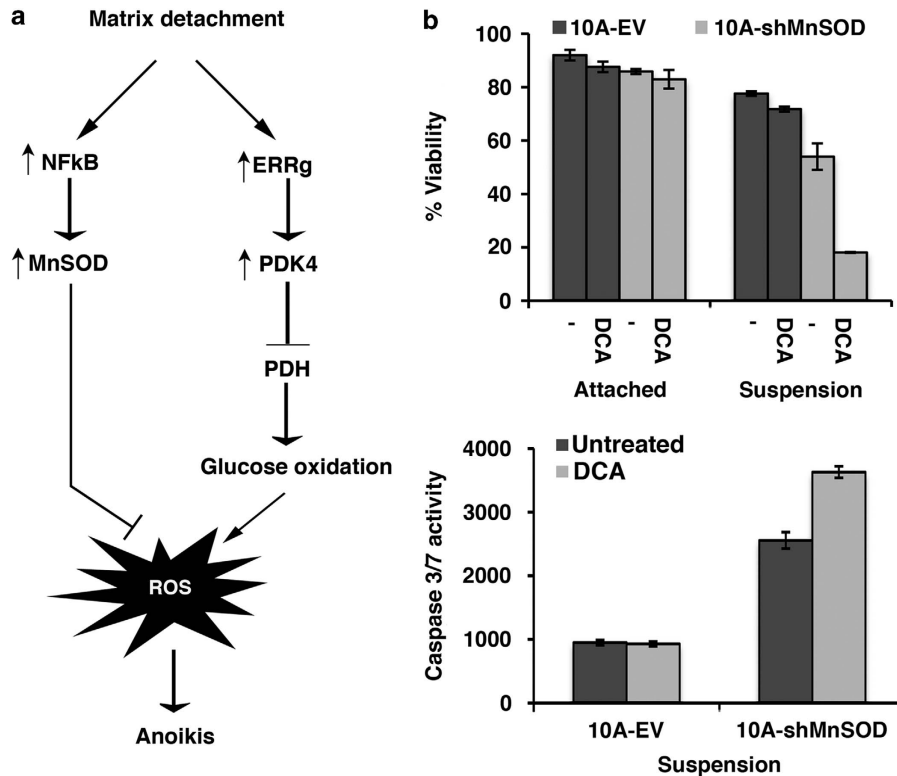 a
Matrix detachment
↑NFkB
↑ERRg
↑MnSOD
↑PDK4
PDH
Glucose oxidation
ROS
Anoikis
b
10A-EV 10A-shMnSOD
% Viability
100
80
60
40
20
0
- DCA - DCA - DCA - DCA
Attached Suspension
Untreated
DCA
Caspase 3/7 activity
4000
3000
2000
1000
0
10A-EV 10A-shMnSOD
Suspension